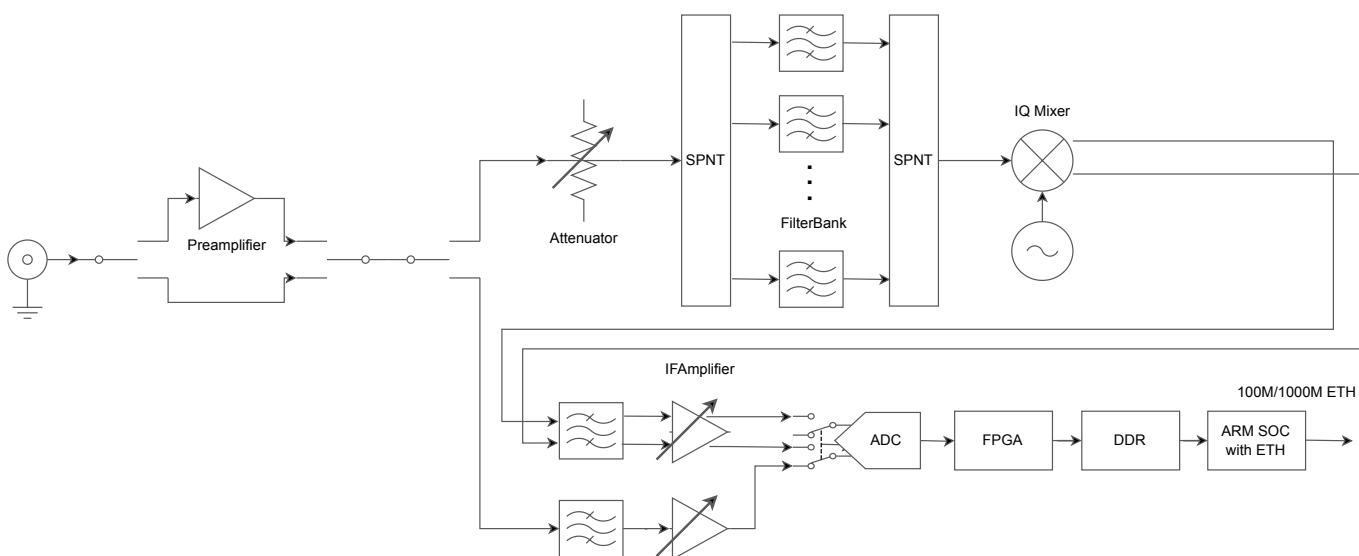 IQ Mixer
SPNT
SPNT
Preamplifier
Attenuator
FilterBank
IFAmplifier
100M/1000M ETH
ADC
FPGA
DDR
ARM SOC
with ETH